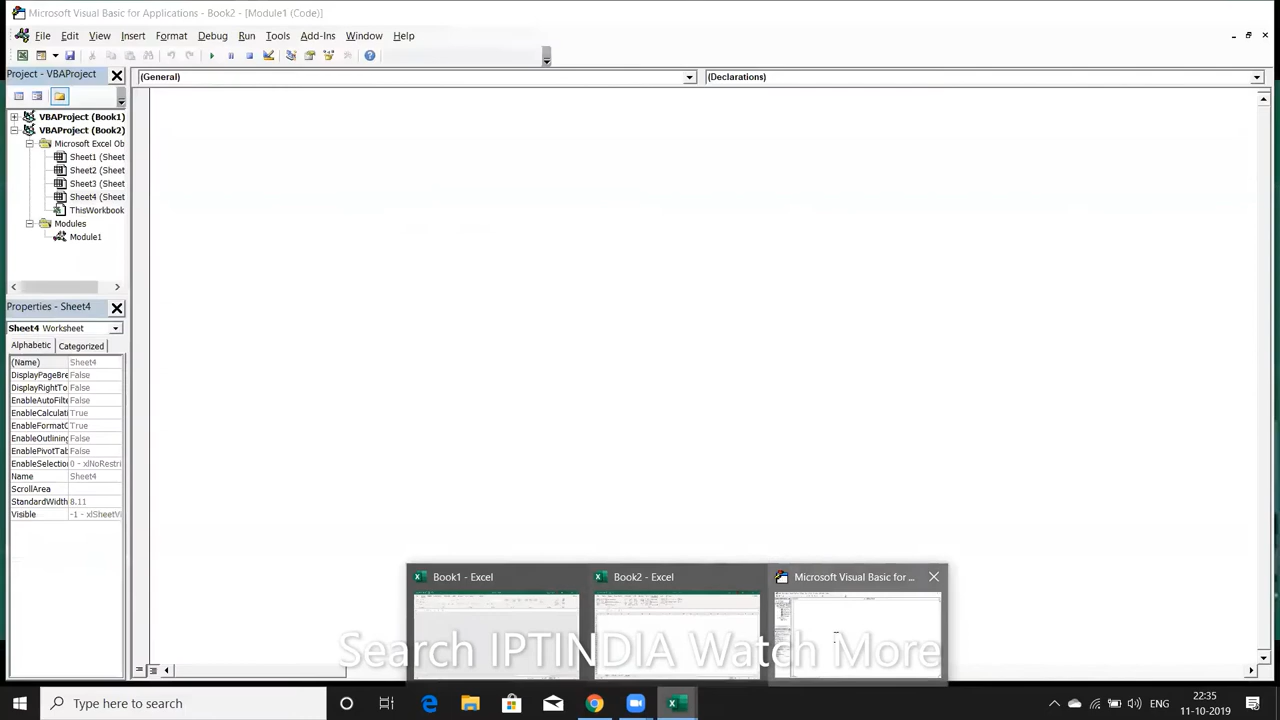 Microsoft Visual Basic for Applications - Book2 - [Module1 (Code)]
File Edit View Insert Format Debug Run Tools Add-Ins Window Help
Project - VBAProject
(General)
(Declarations)
VBAProject (Book1)
VBAProject (Book2)
Microsoft Excel Ob
Sheet1 (Sheet
Sheet2 (Sheet
Sheet3 (Sheet
Sheet4 (Sheet
ThisWorkbook
Modules
Module1
Properties - Sheet4
Sheet4 Worksheet
Alphabetic Categorized
(Name) Sheet4
DisplayPageBre False
DisplayRightTo False
EnableAutoFilte False
EnableCalculati True
EnableFormatC True
EnableOutlining False
EnablePivotTab False
EnableSelection 0 - xlNoRestri
Name Sheet4
ScrollArea
StandardWidth 8.11
Visible -1 - xlSheetVi
Book1 - Excel
Book2 - Excel
Microsoft Visual Basic for ...
Search IPTINDIA Watch More
Type here to search
ENG
22:35
11-10-2019